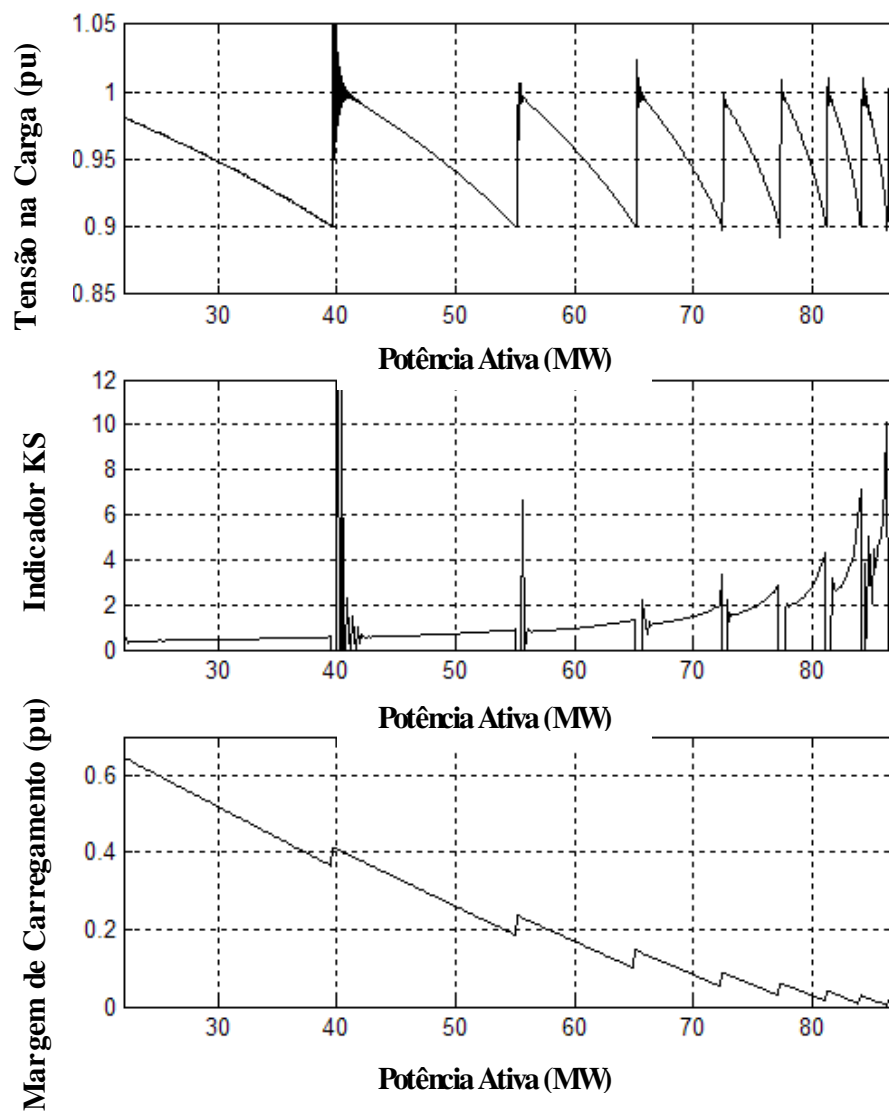 Tensão na Carga (pu)
1.05
1
0.95
0.9
0.85
30 40 50 60 70 80
Potência Ativa (MW)
Indicador KS
12
10
8
6
4
2
0
30 40 50 60 70 80
Potência Ativa (MW)
Margem de Carregamento (pu)
0.6
0.4
0.2
0
30 40 50 60 70 80
Potência Ativa (MW)